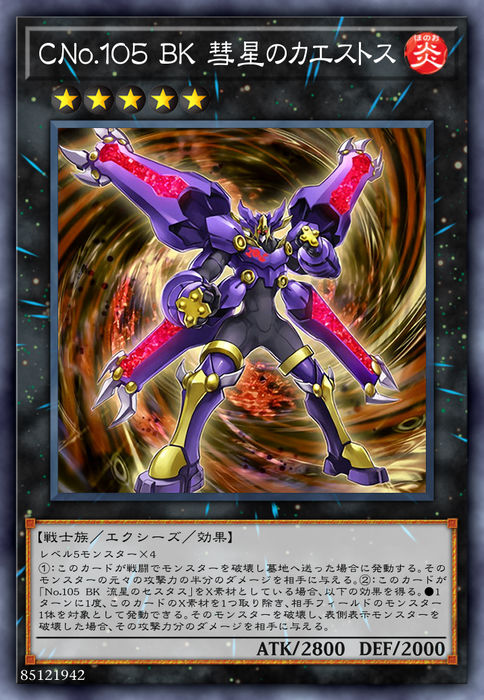 CNo.105 BK 彗星のカエストス
ほのお
炎
【戦士族／エクシーズ／効果】
レベル5モンスター×4
①:このカードが戦闘でモンスターを破壊し墓地へ送った場合に発動する。その
モンスターの元々の攻撃力の半分のダメージを相手に与える。②:このカードが
「No.105 BK 流星のセスタス」をX素材としている場合、以下の効果を得る。●1
ターンに1度、このカードのX素材を1つ取り除き、相手フィールドのモンスター
1体を対象として発動できる。そのモンスターを破壊し、表側表示モンスターを
破壊した場合、その攻撃力分のダメージを相手に与える。
ATK/2800 DEF/2000
85121942